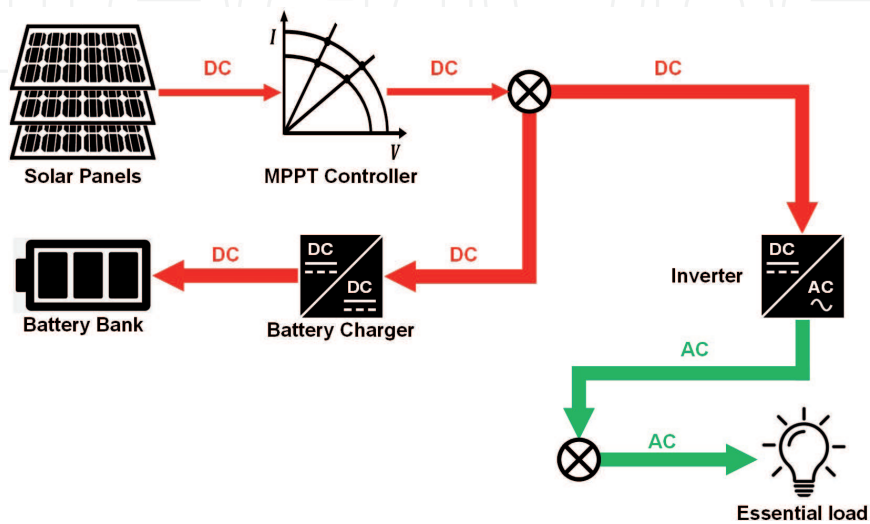 DC
DC
DC
I
V
Solar Panels
MPPT Controller
DC
DC
DC
DC
Battery Bank
Battery Charger
Inverter
DC
AC
AC
AC
Essential load